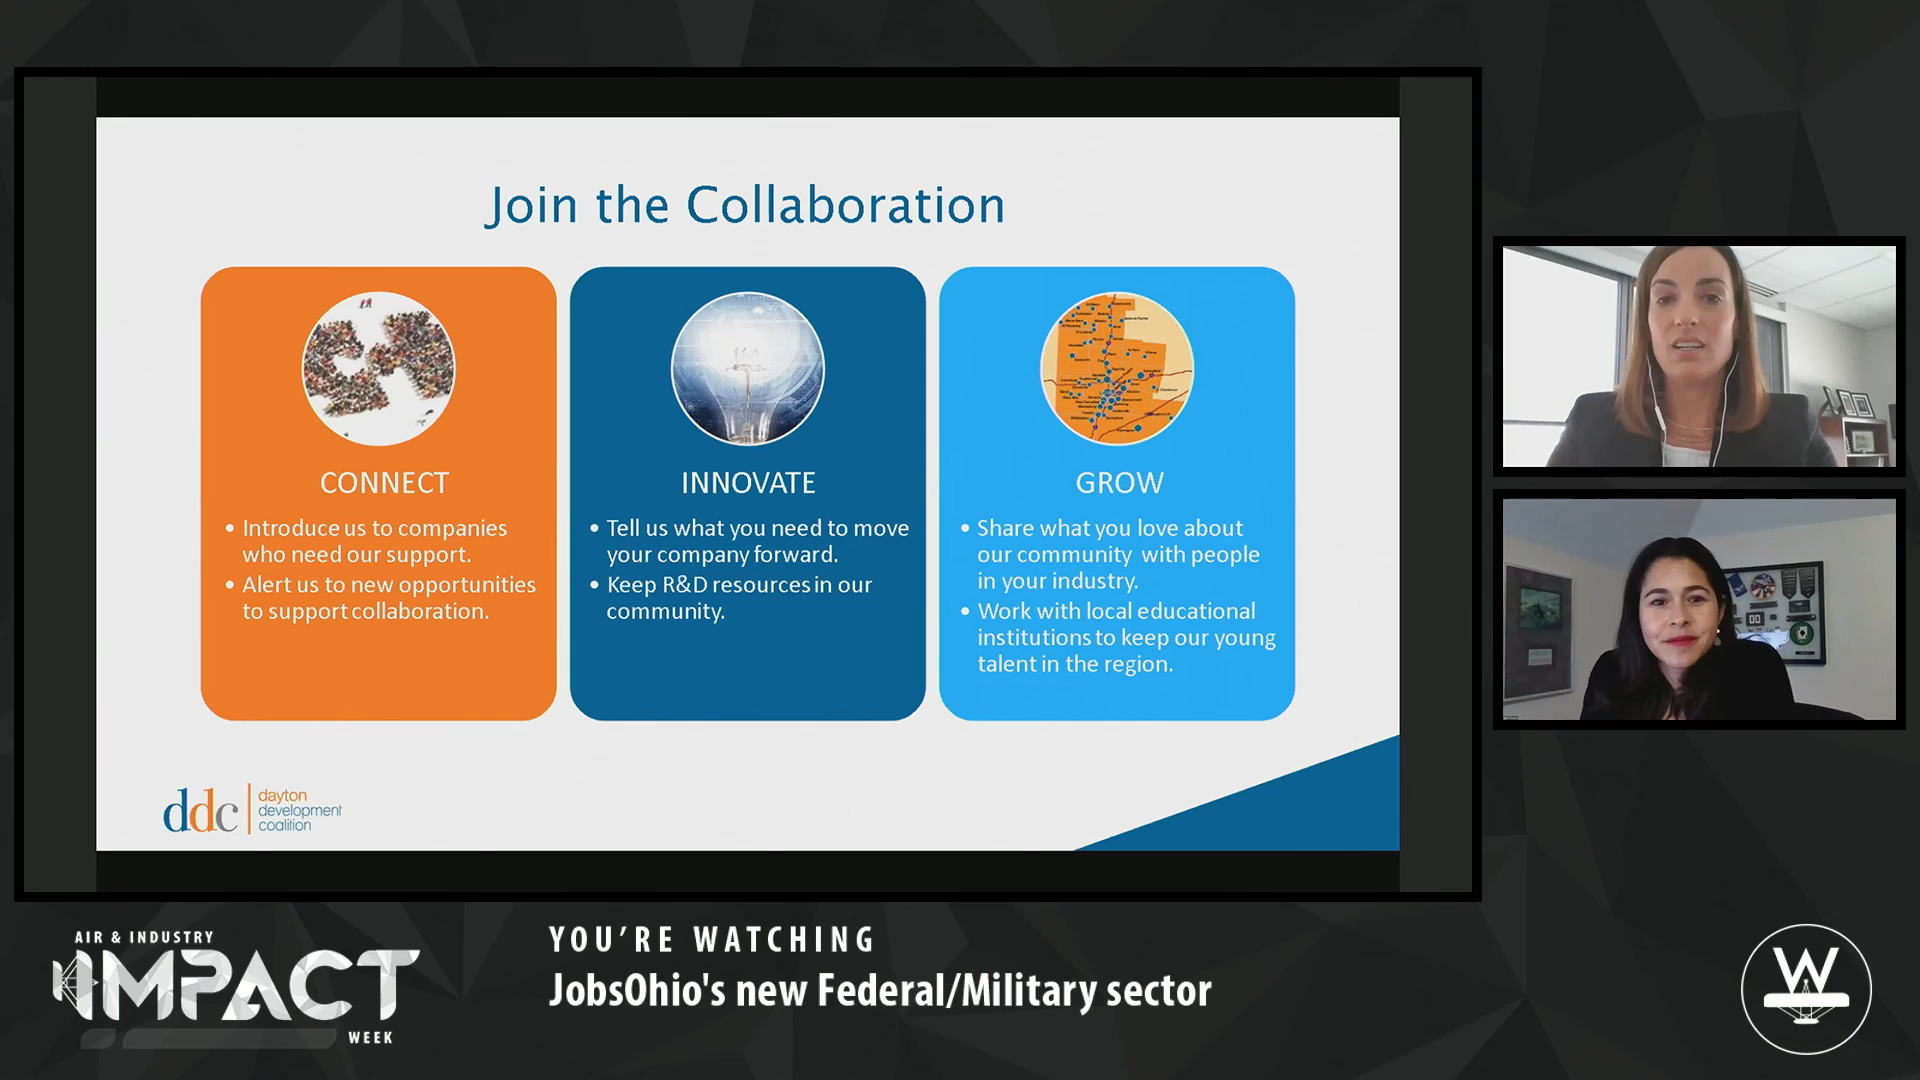 Join the Collaboration
CONNECT
• Introduce us to companies
who need our support.
• Alert us to new opportunities
to support collaboration.
INNOVATE
• Tell us what you need to move
your company forward.
• Keep R&D resources in our
community.
GROW
• Share what you love about
our community with people
in your industry.
• Work with local educational
institutions to keep our young
talent in the region.
ddc
dayton
development
coalition
AIR & INDUSTRY
IMPACT
WEEK
YOU'RE WATCHING
JobsOhio's new Federal/Military sector
W